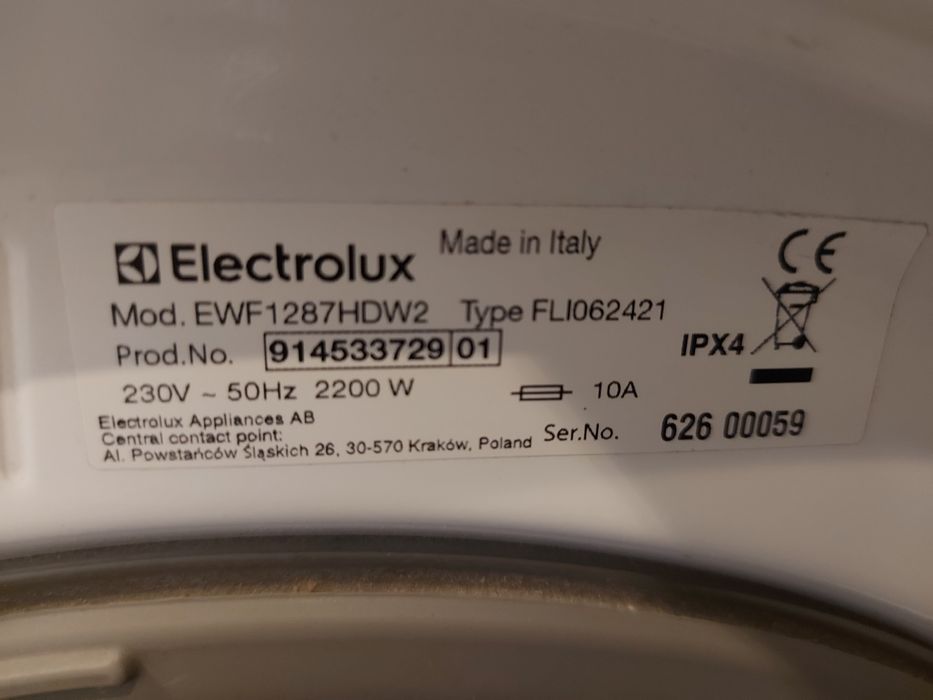 Electrolux Made in Italy CE
Mod. EWF1287HDW2 Type FLI062421
Prod.No. 914533729 01 IPX4
230V ~ 50Hz 2200 W 10A
Electrolux Appliances AB
Central contact point:
Al. Powstańców Śląskich 26, 30-570 Kraków, Poland Ser.No. 626 00059